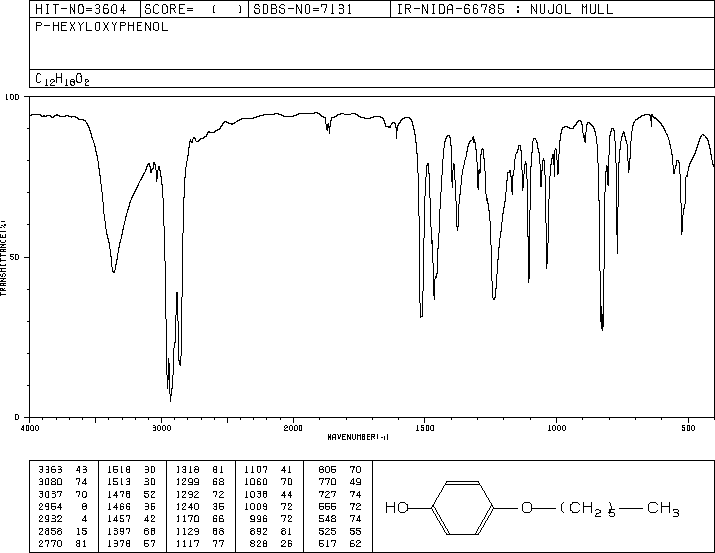 HIT-NO=3604 SCORE= ( ) SDBS-NO=7131 IR-NIDA-66785 : NUJOL MULL
P-HEXYLOXYPHENOL
C12H18O2
100
50
0
TRANSMITTANCE(%)
4000 3000 2000 1500 1000 500
WAVENUMBER(-1)
3363 43 1518 30 1318 81 1107 41 805 70
3080 74 1513 30 1299 68 1060 70 770 49
3037 70 1478 52 1292 72 1038 44 727 74
2954 8 1466 36 1240 35 1009 72 555 72
2932 4 1457 42 1170 66 996 72 548 74
2858 15 1397 68 1129 68 892 81 525 55
2770 81 1378 57 1117 77 828 26 517 62
HO O (CH2)5 CH3